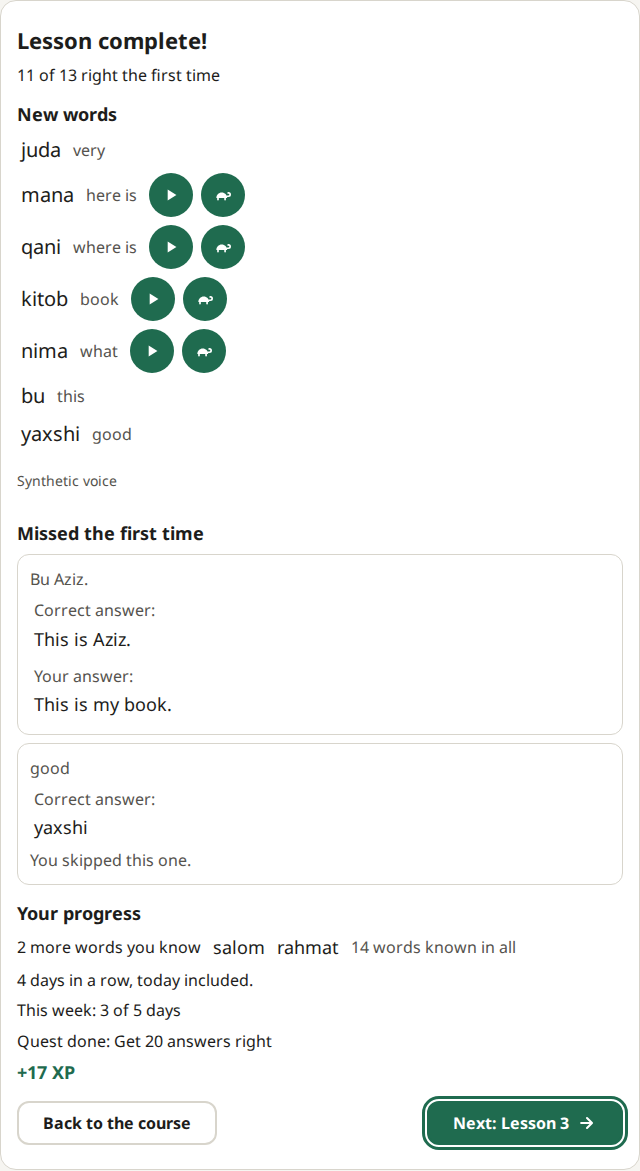 Lesson complete!
11 of 13 right the first time
New words
juda very
mana here is
qani where is
kitob book
nima what
bu this
yaxshi good
Synthetic voice
Missed the first time
Bu Aziz.
Correct answer:
This is Aziz.
Your answer:
This is my book.
good
Correct answer:
yaxshi
You skipped this one.
Your progress
2 more words you know salom rahmat 14 words known in all
4 days in a row, today included.
This week: 3 of 5 days
Quest done: Get 20 answers right
+17 XP
Back to the course
Next: Lesson 3 →